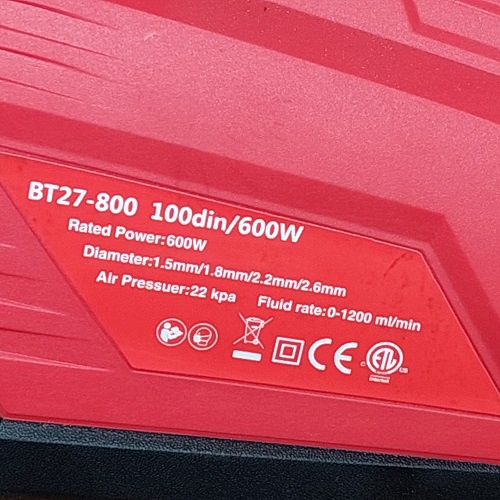 BT27-800 100din/600W
Rated Power:600W
Diameter:1.5mm/1.8mm/2.2mm/2.6mm
Air Pressuer:22 kpa Fluid rate:0-1200 ml/min
CE
Intertek